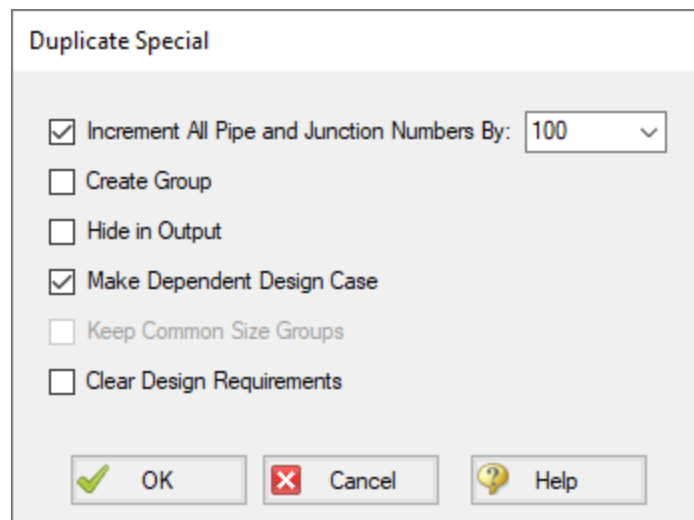 Duplicate Special
Increment All Pipe and Junction Numbers By: 100
Create Group
Hide in Output
Make Dependent Design Case
Keep Common Size Groups
Clear Design Requirements
OK Cancel Help